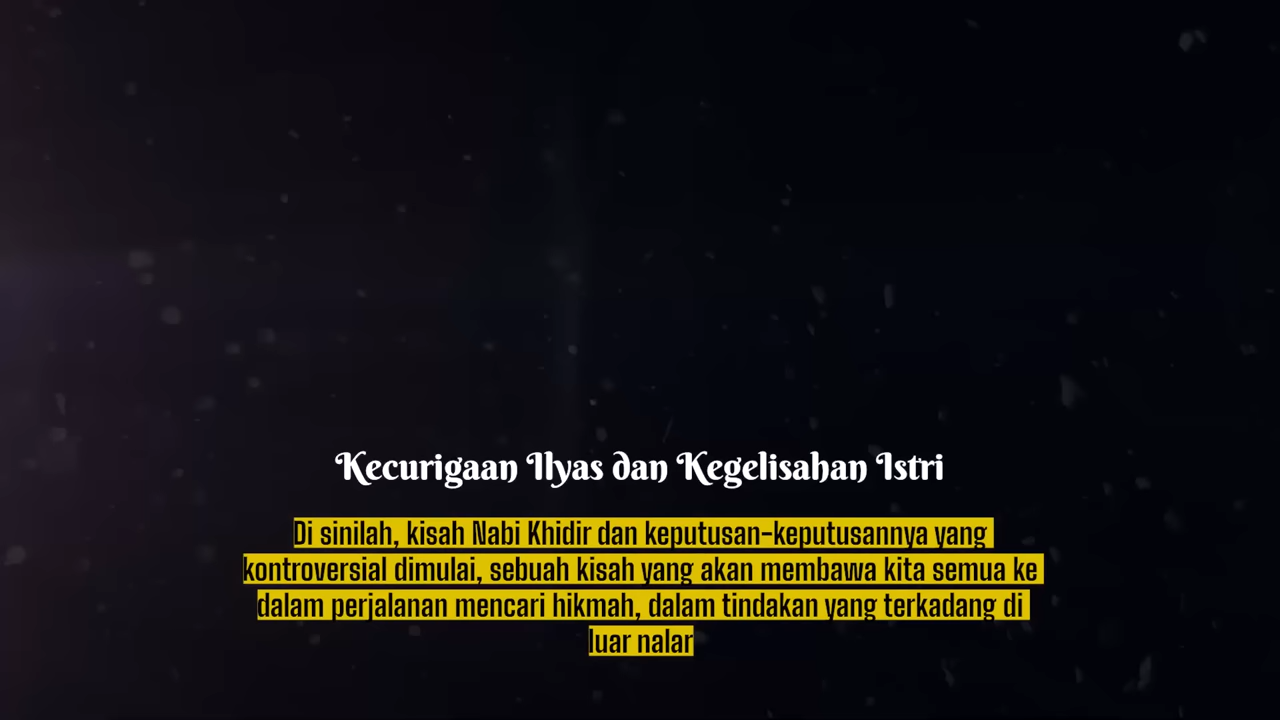 Kecurigaan Ilyas dan Kegelisahan Istri
Di sinilah, kisah Nabi Khidir dan keputusan-keputusannya yang
kontroversial dimulai, sebuah kisah yang akan membawa kita semua ke
dalam perjalanan mencari hikmah, dalam tindakan yang terkadang di
luar nalar